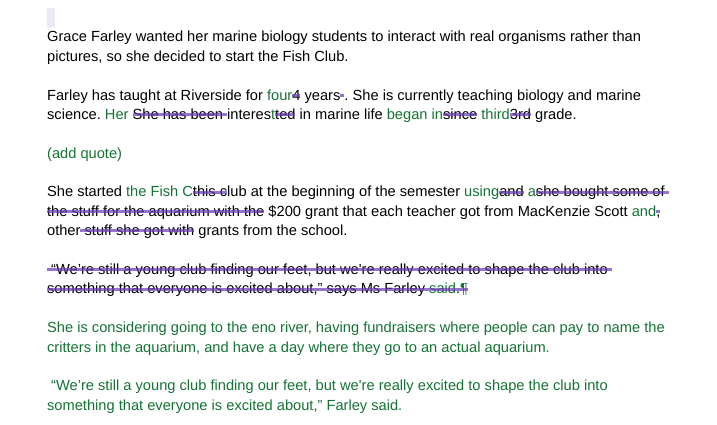 Grace Farley wanted her marine biology students to interact with real organisms rather than
pictures, so she decided to start the Fish Club.
Farley has taught at Riverside for four4 years . She is currently teaching biology and marine
science. Her She has been interestted in marine life began insince third3rd grade.
(add quote)
She started the Fish Cthis club at the beginning of the semester usingand ashe bought some of
the stuff for the aquarium with the $200 grant that each teacher got from MacKenzie Scott and,
other stuff she got with grants from the school.
“We’re still a young club finding our feet, but we're really excited to shape the club into
something that everyone is excited about,” says Ms Farley said.¶
She is considering going to the eno river, having fundraisers where people can pay to name the
critters in the aquarium, and have a day where they go to an actual aquarium.
“We’re still a young club finding our feet, but we're really excited to shape the club into
something that everyone is excited about,” Farley said.